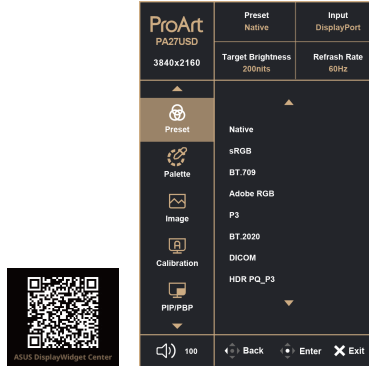 ProArt
PA27USD
3840x2160
Preset
Native
Input
DisplayPort
Target Brightness
200nits
Refrash Rate
60Hz
Preset
Palette
Image
Calibration
PIP/PBP
Native
sRGB
BT.709
Adobe RGB
P3
BT.2020
DICOM
HDR PQ_P3
100
Back
Enter
Exit
ASUS DisplayWidget Center